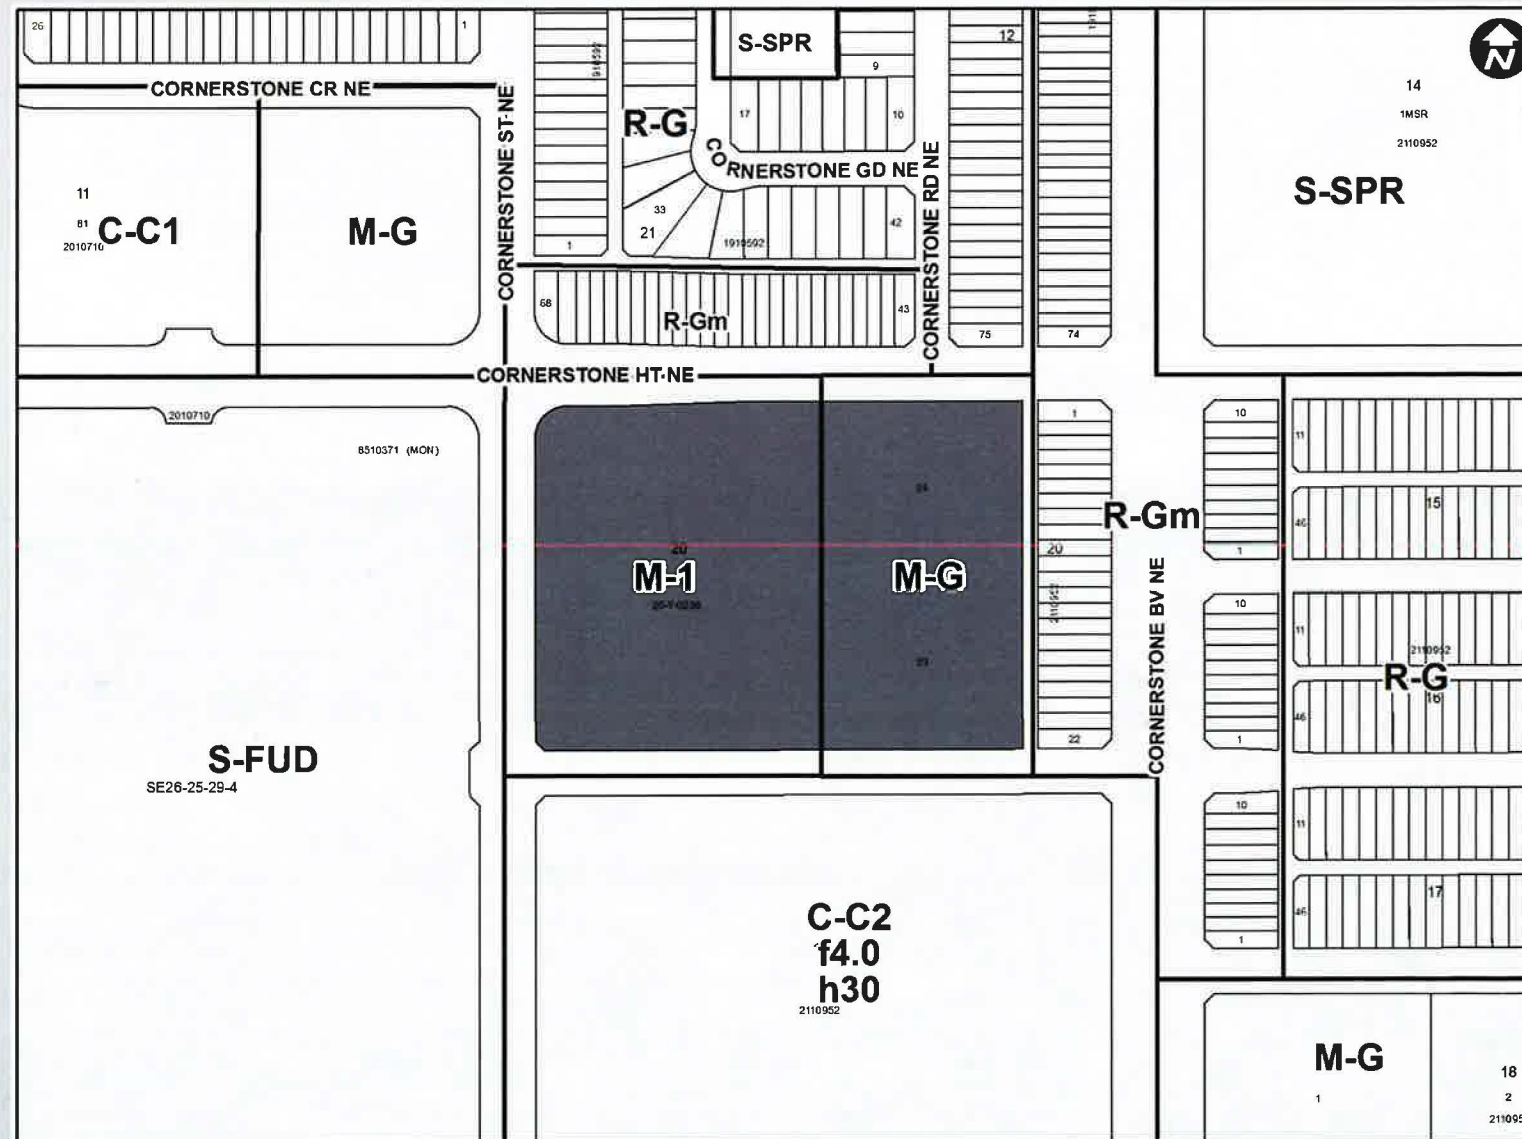 26
1
12
S-SPR
9
N
CORNERSTONE CR NE
14
1MSR
2110952
S-SPR
R-G
17
10
CORNERSTONE GD NE
CORNERSTONE ST NE
CORNERSTONE RD NE
11
C-C1
2010710
M-G
33
21
42
1910592
1
68
R-Gm
43
75
74
CORNERSTONE HT NE
2010710
8510371 (MON)
1
10
11
15
46
R-Gm
20
M-1
M-G
20
2110952
1
CORNERSTONE BV NE
10
11
2110952
R-G
16
46
22
1
S-FUD
SE26-25-29-4
10
11
17
46
1
C-C2
f4.0
h30
2110952
M-G
1
18
2